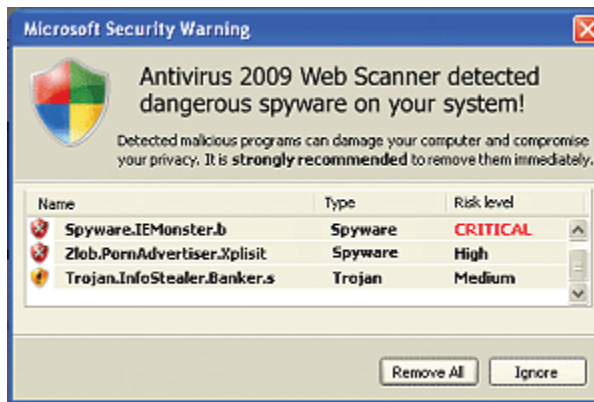 Microsoft Security Warning
Antivirus 2009 Web Scanner detected
dangerous spyware on your system!
Detected malicious programs can damage your computer and compromise
your privacy. It is strongly recommended to remove them immediately.
Name Type Risk level
Spyware.IEMonster.b Spyware CRITICAL
Zlob.PornAdvertiser.Xplisit Spyware High
Trojan.InfoStealer.Banker.s Trojan Medium
Remove All Ignore